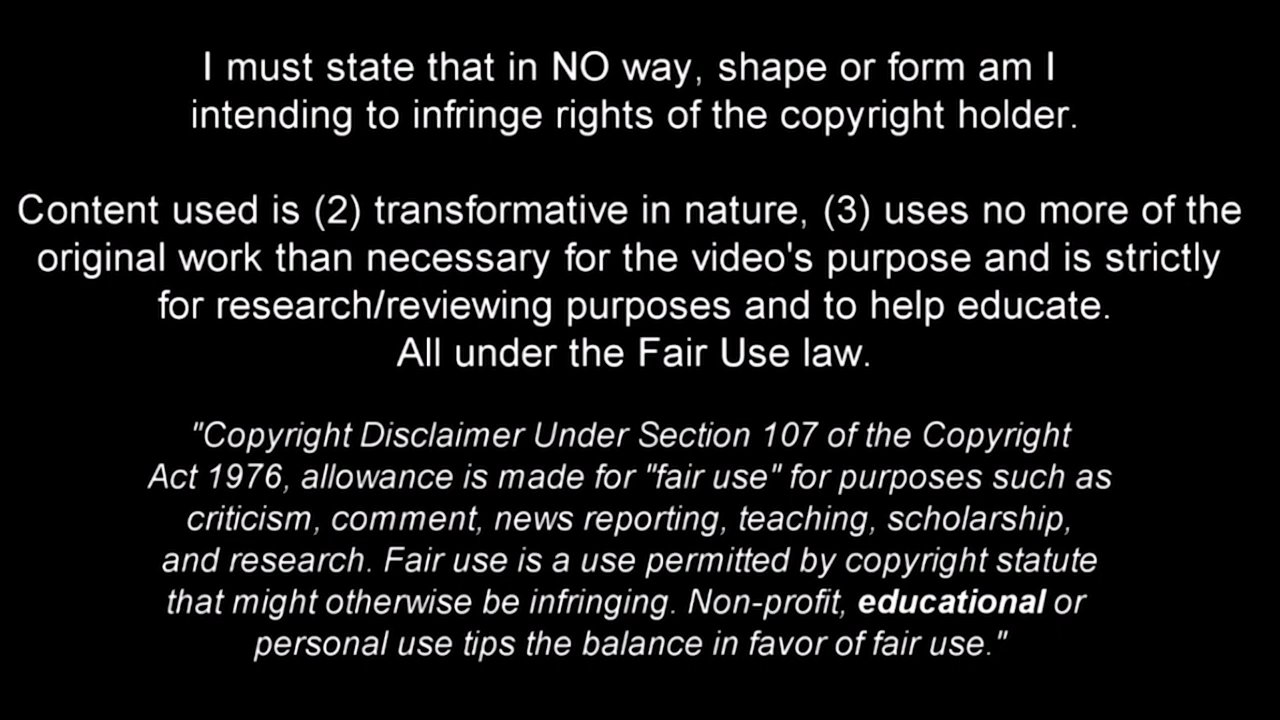 I must state that in NO way, shape or form am I
intending to infringe rights of the copyright holder.
Content used is (2) transformative in nature, (3) uses no more of the
original work than necessary for the video's purpose and is strictly
for research/reviewing purposes and to help educate.
All under the Fair Use law.
"Copyright Disclaimer Under Section 107 of the Copyright
Act 1976, allowance is made for "fair use" for purposes such as
criticism, comment, news reporting, teaching, scholarship,
and research. Fair use is a use permitted by copyright statute
that might otherwise be infringing. Non-profit, educational or
personal use tips the balance in favor of fair use."